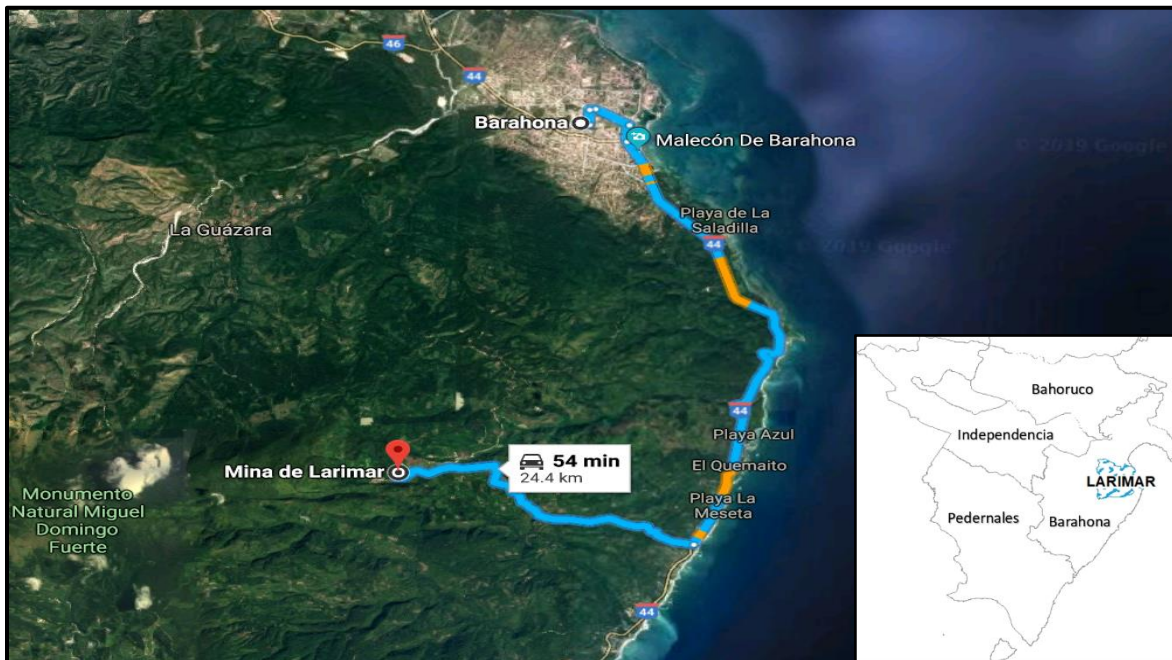 46
44
Barahona
Malecón De Barahona
© 2019 Google
La Guázara
Playa de La
Saladilla
44
2019 Google
44
Playa Azul
54 min
24.4 km
El Quemaito
Mina de Larimar
Playa La
Meseta
Monumento
Natural Miguel
Domingo
Fuerte
44
Bahoruco
Independencia
LARIMAR
Pedernales
Barahona